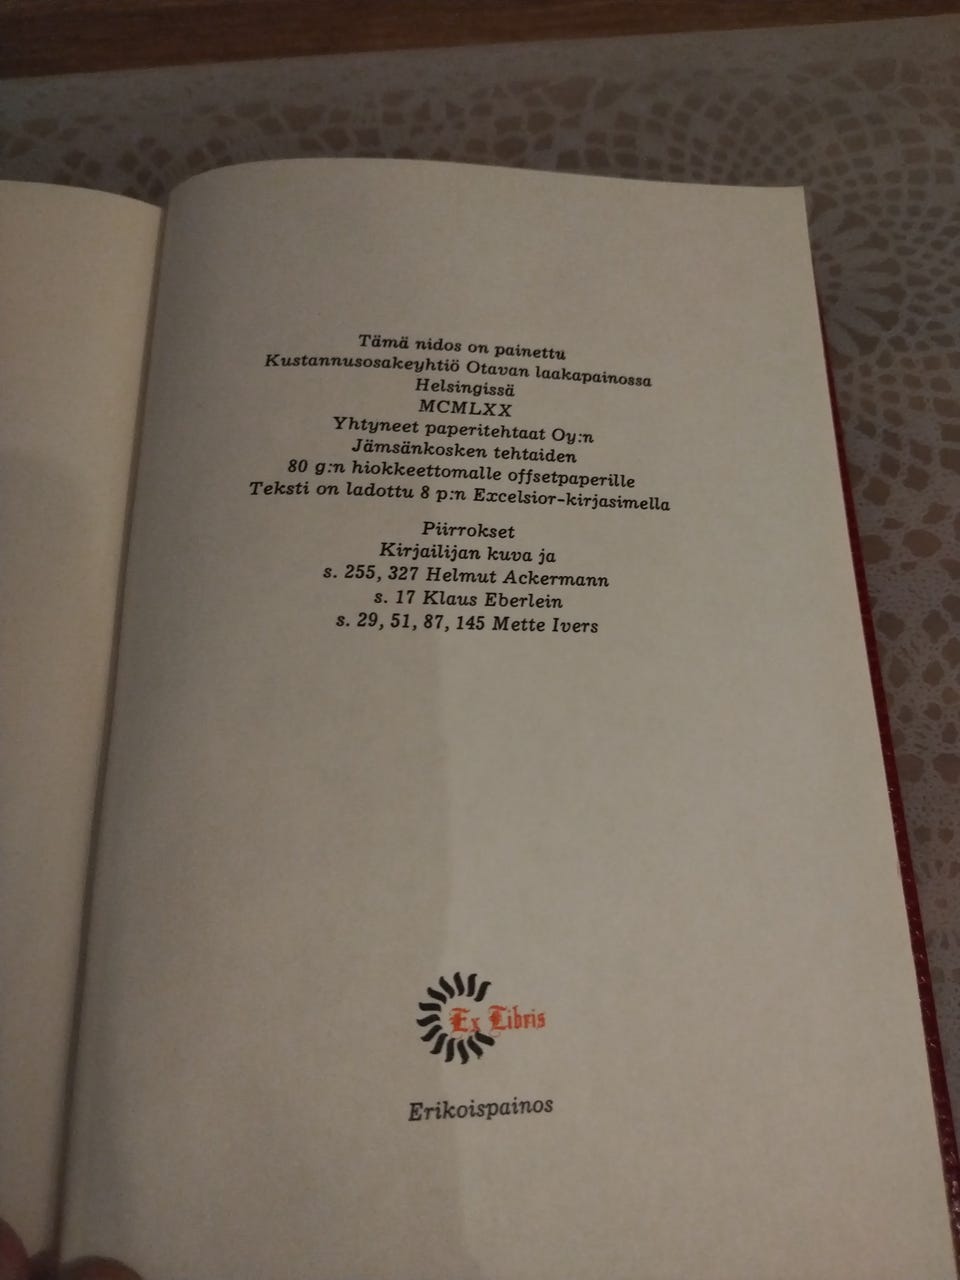 Tämä nidos on painettu
Kustannusosakeyhtiö Otavan laakapainossa
Helsingissä
MCMLXX
Yhtyneet paperitehtaat Oy:n
Jämsänkosken tehtaiden
80 g:n hiokkeettomalle offsetpaperille
Teksti on ladottu 8 p:n Excelsior-kirjasimella
Piirrokset
Kirjailijan kuva ja
s. 255, 327 Helmut Ackermann
s. 17 Klaus Eberlein
s. 29, 51, 87, 145 Mette Ivers
Ex Libris
Erikoispainos